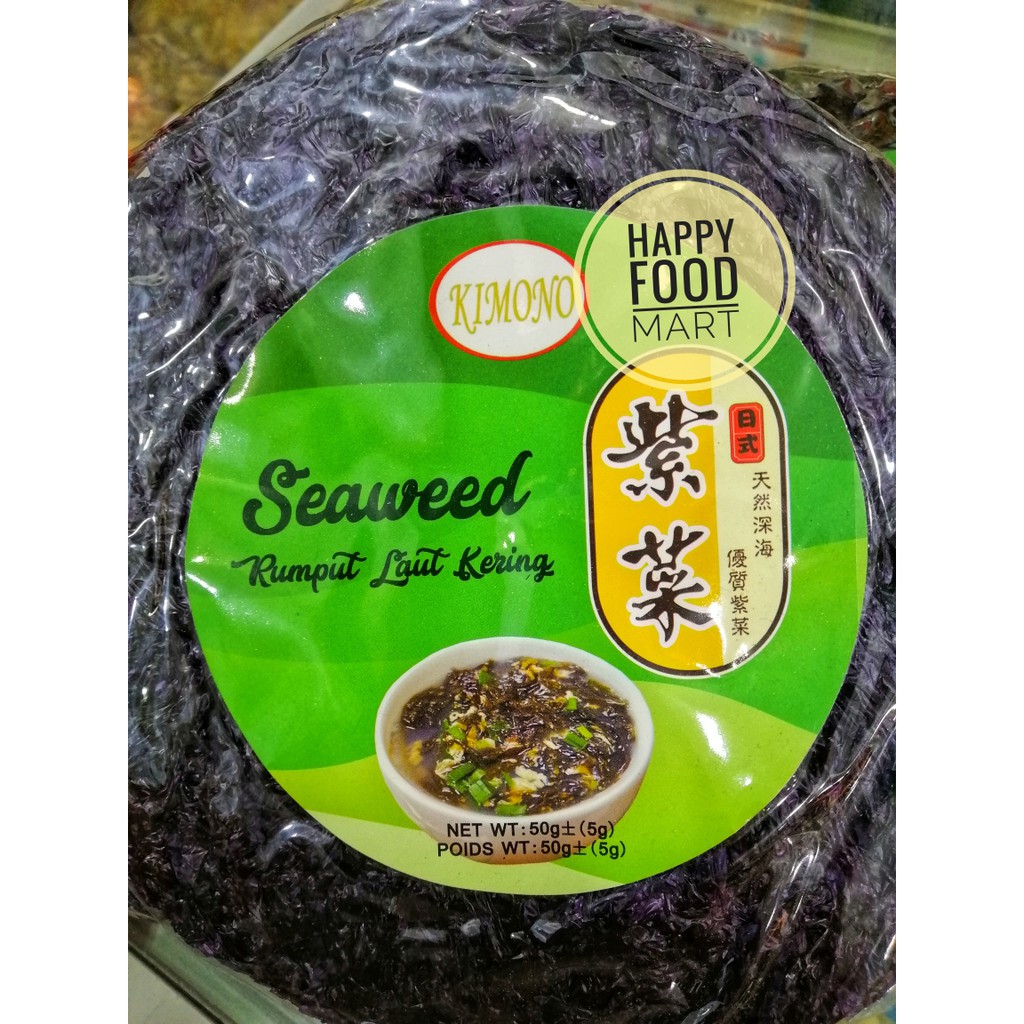 KIMONO
HAPPY
FOOD
MART
紫菜
日式
天然深海
優質紫菜
Seaweed
Rumput Laut Kering
NET WT:50g±(5g)
POIDS WT:50g±(5g)